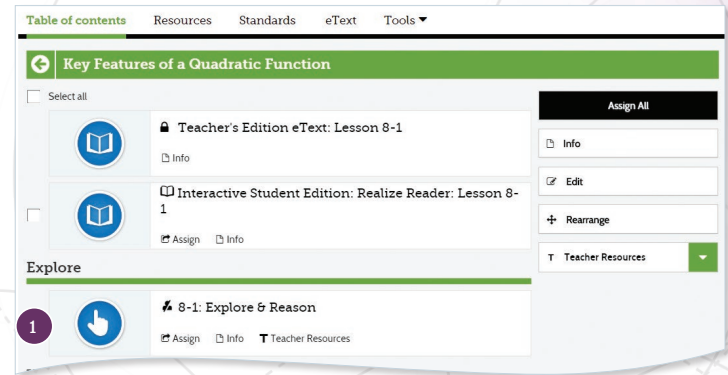 Table of contents Resources Standards eText Tools
Key Features of a Quadratic Function
Select all
Assign All
Teacher's Edition eText: Lesson 8-1
Info
Info
Edit
Interactive Student Edition: Realize Reader: Lesson 8-
1
Assign Info
Rearrange
T Teacher Resources
Explore
1
8-1: Explore & Reason
Assign Info T Teacher Resources